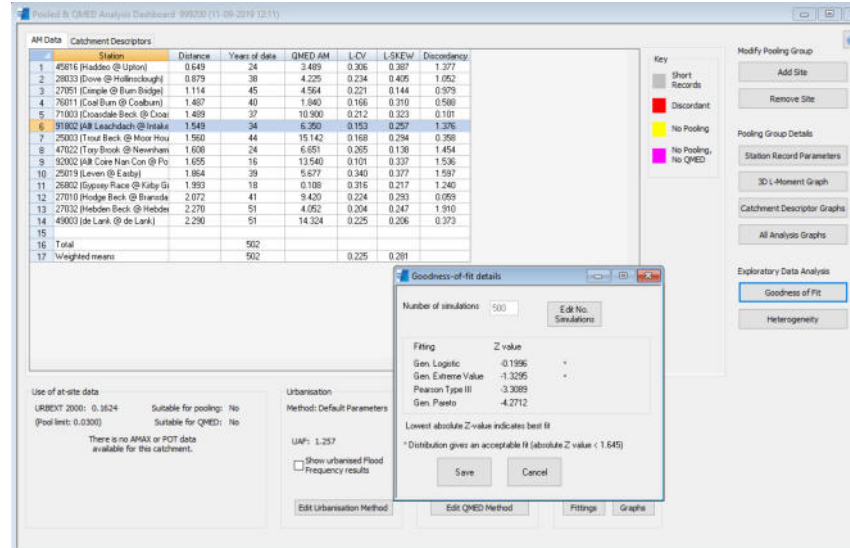 Pooled & QMED Analysis Dashboard 999200 (11-09-2019 12:11)
AM Data Catchment Descriptors
Station Distance Years of data QMED AM L-CV L-SKEW Discordancy
1 45816 (Haddeo @ Upton) 0.649 24 3.489 0.306 0.387 1.377
2 28033 (Dove @ Hollinsclough) 0.879 38 4.225 0.234 0.405 1.052
3 27051 (Crimple @ Burn Bridge) 1.114 45 4.564 0.221 0.144 0.979
4 76011 (Coal Burn @ Coalburn) 1.487 40 1.840 0.166 0.310 0.588
5 71003 (Croasdale Beck @ Croa 1.489 37 10.900 0.212 0.323 0.181
6 91802 (Allt Leachdach @ Intake 1.549 34 6.350 0.153 0.257 1.376
7 25003 (Trout Beck @ Moor Hou 1.560 44 15.142 0.168 0.294 0.358
8 47022 (Tory Brook @ Newnham 1.608 24 6.651 0.265 0.138 1.454
9 92002 (Allt Coire Nan Con @ Po 1.655 16 13.540 0.101 0.337 1.536
10 25019 (Leven @ Easby) 1.864 39 5.677 0.340 0.377 1.597
11 26802 (Gypsey Race @ Kirby G 1.993 18 0.108 0.316 0.217 1.240
12 27010 (Hodge Beck @ Bransda 2.072 41 9.420 0.224 0.293 0.059
13 27032 (Hebden Beck @ Hebde 2.270 51 4.052 0.204 0.247 1.910
14 49003 (de Lank @ de Lank) 2.290 51 14.324 0.225 0.206 0.373
15
16 Total 502
17 Weighted means 502 0.225 0.281
Key
Short
Records
Discordant
No Pooling
No Pooling,
No QMED
Modify Pooling Group
Add Site
Remove Site
Pooling Group Details
Station Record Parameters
3D L-Moment Graph
Catchment Descriptor Graphs
All Analysis Graphs
Exploratory Data Analysis
Goodness of Fit
Heterogeneity
Goodness-of-fit details
Number of simulations 500 Edit No.
Simulations
Fitting Z value
Gen. Logistic -0.1996 *
Gen. Extreme Value -1.3295 *
Pearson Type III -3.3089
Gen. Pareto -4.2712
Lowest absolute Z-value indicates best fit
* Distribution gives an acceptable fit (absolute Z value < 1.645)
Save Cancel
Use of at-site data
URBEXT 2000: 0.1624 Suitable for pooling: No
(Pool limit: 0.0300) Suitable for QMED: No
There is no AMAX or POT data
available for this catchment.
Urbanisation
Method: Default Parameters
UAF: 1.257
Show urbanised Flood
Frequency results
Edit Urbanisation Method Edit QMED Method Fittings Graphs